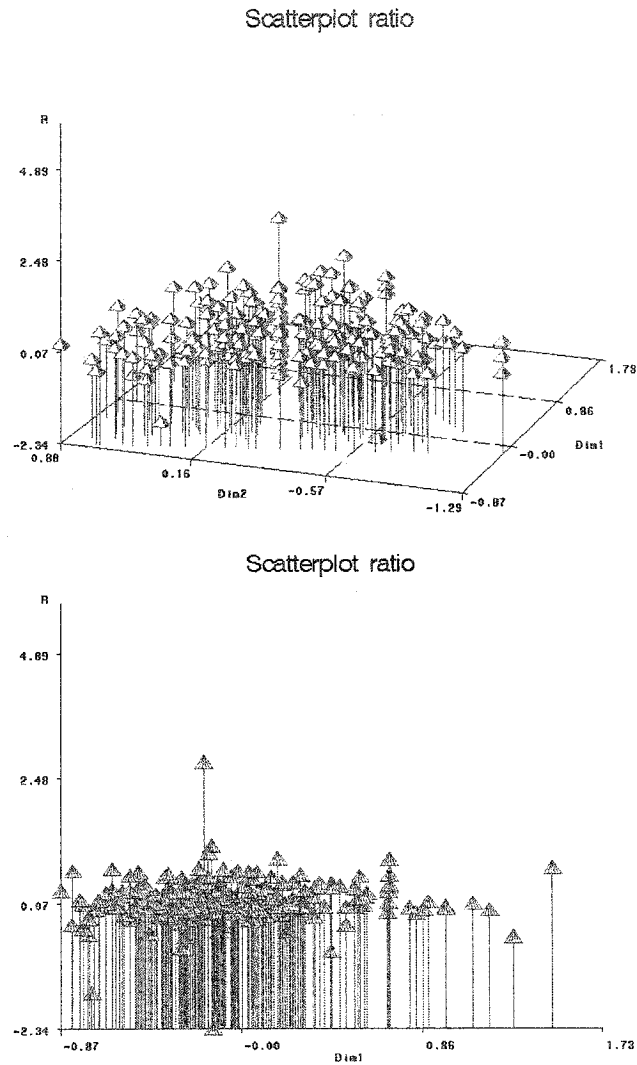 Scatterplot ratio
R
4.89
2.48
0.07
-2.34
0.88
0.16
Dim2
-0.57
-1.29
-0.87
-0.00
Dim1
0.86
1.73
Scatterplot ratio
R
4.89
2.48
0.07
-2.34
-0.87
-0.00
0.86
1.73
Dim1